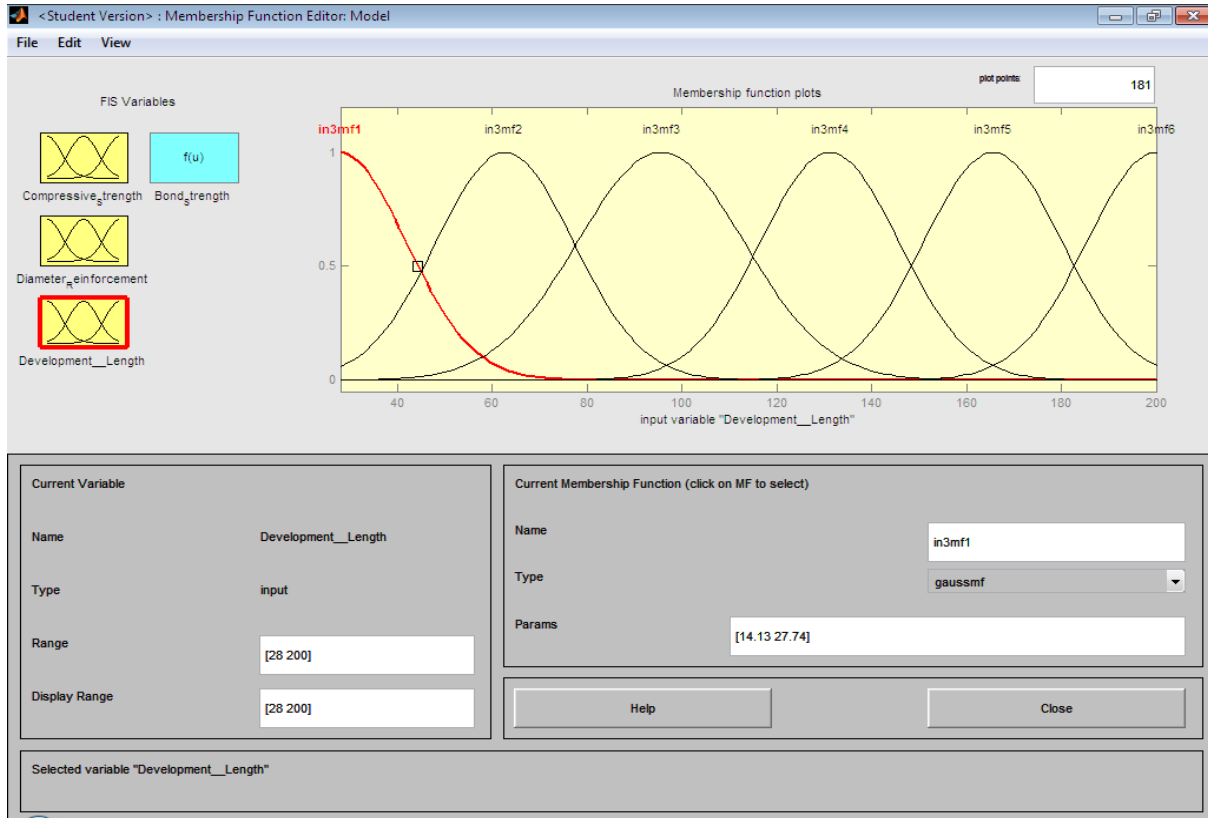 <Student Version> : Membership Function Editor: Model
File Edit View
FIS Variables
f(u)
Compressive_strength Bond_strength
Diameter_Reinforcement
Development__Length
Membership function plots
plot points:
181
in3mf1 in3mf2 in3mf3 in3mf4 in3mf5 in3mf6
1
0.5
0
40 60 80 100 120 140 160 180 200
input variable "Development__Length"
Current Variable
Name Development__Length
Type input
Range [28 200]
Display Range [28 200]
Current Membership Function (click on MF to select)
Name in3mf1
Type gaussmf
Params [14.13 27.74]
Help Close
Selected variable "Development__Length"